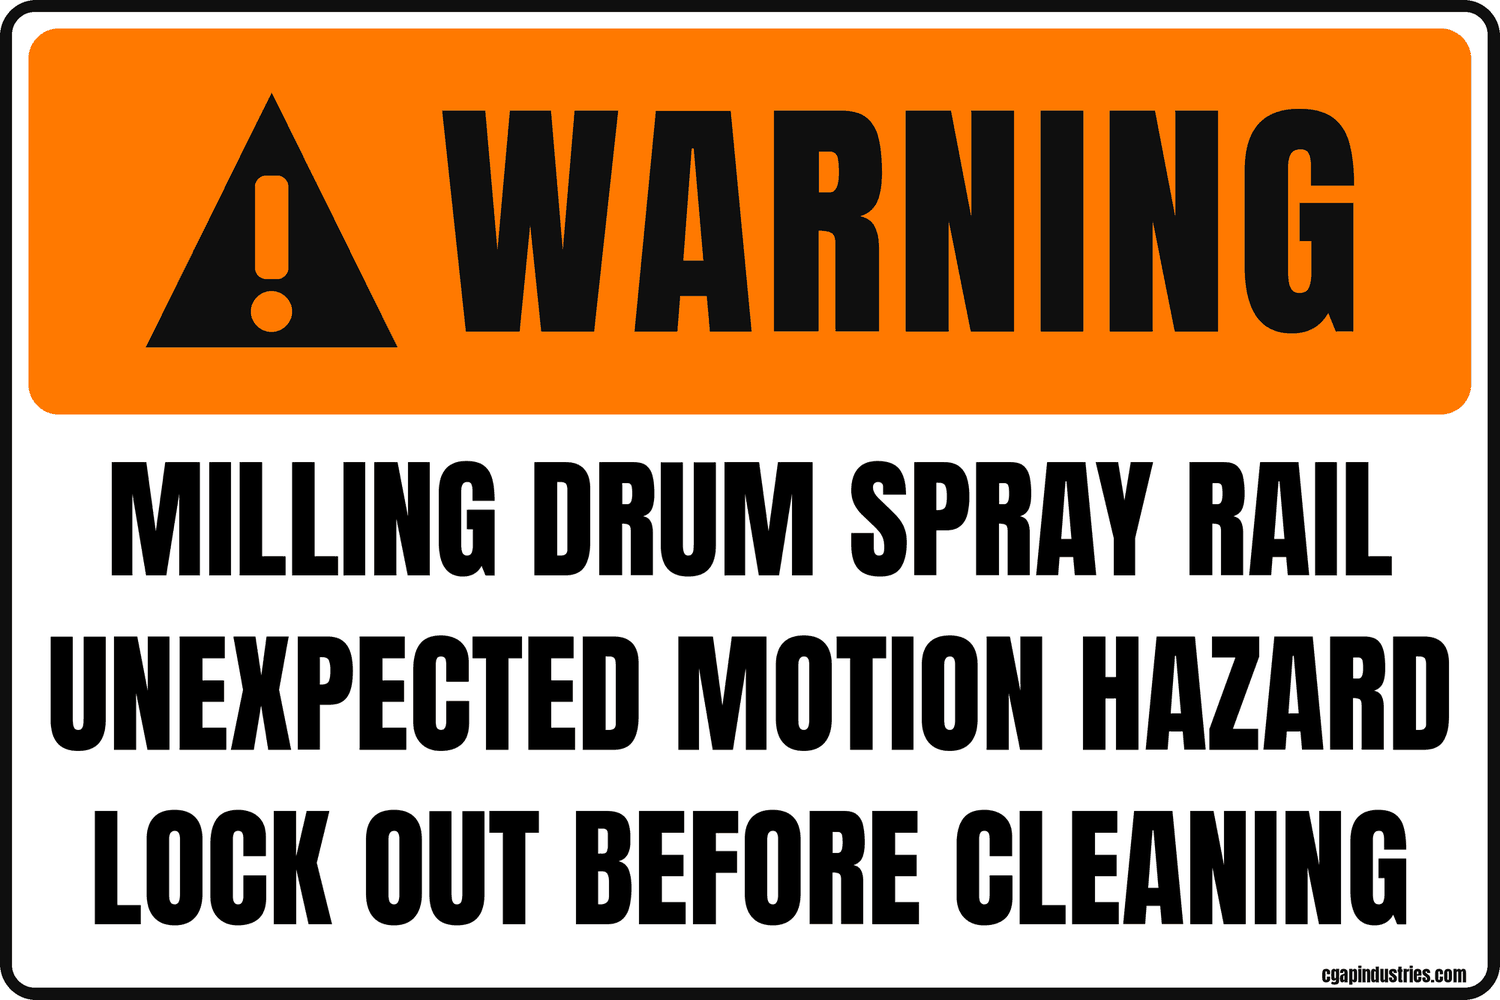 WARNING
MILLING DRUM SPRAY RAIL
UNEXPECTED MOTION HAZARD
LOCK OUT BEFORE CLEANING
cgapindustries.com